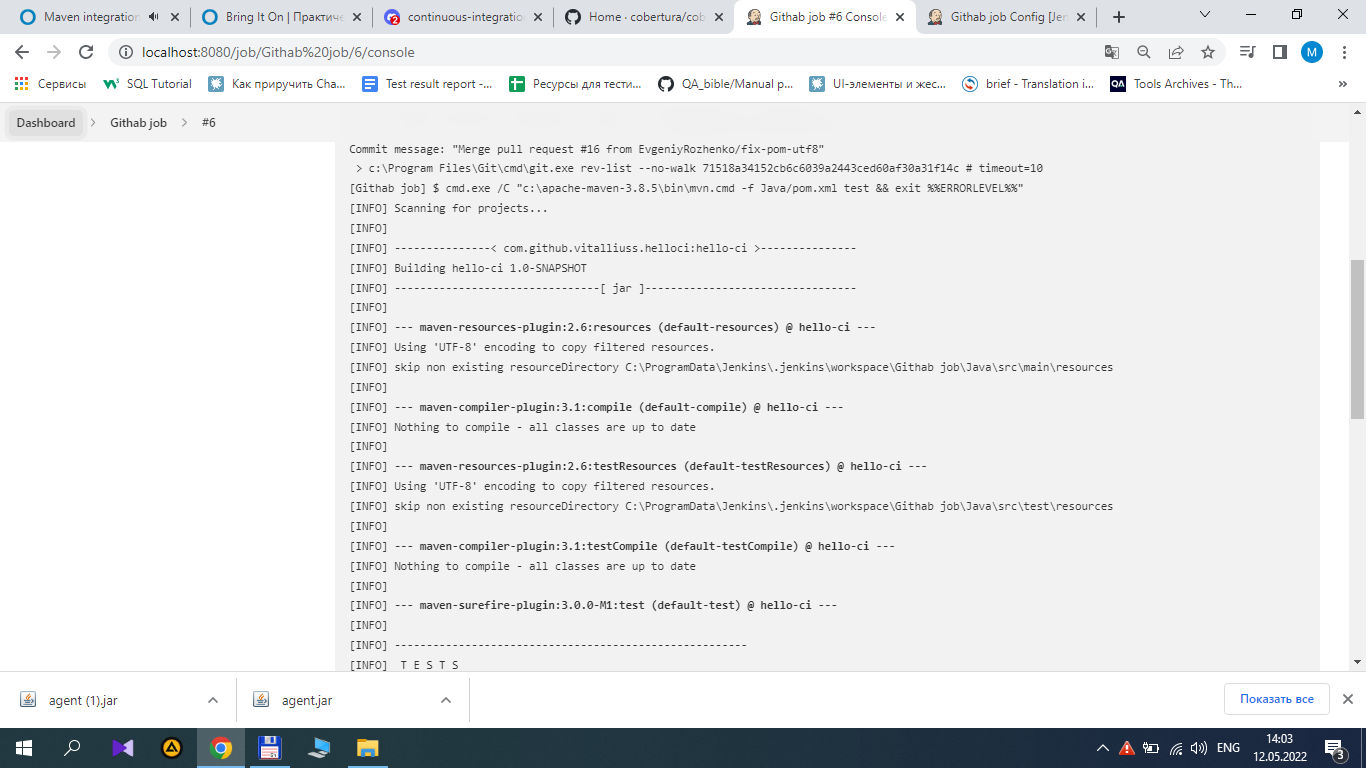 Maven integration
Bring It On | Практиче
continuous-integratio
Home · cobertura/cob
Githab job #6 Console
Githab job Config [Jen
localhost:8080/job/Githab%20job/6/console
M
Сервисы
SQL Tutorial
Как приручить Cha...
Test result report -...
Ресурсы для тести...
QA_bible/Manual p...
UI-элементы и жес...
brief - Translation i...
QA
Tools Archives - Th...
»
Dashboard
Githab job
#6
Commit message: "Merge pull request #16 from EvgeniyRozhenko/fix-pom-utf8"
> c:\Program Files\Git\cmd\git.exe rev-list --no-walk 71518a34152cb6c6039a2443ced60af30a31f14c # timeout=10
[Githab job] $ cmd.exe /C "c:\apache-maven-3.8.5\bin\mvn.cmd -f Java/pom.xml test && exit %%ERRORLEVEL%%"
[INFO] Scanning for projects...
[INFO]
[INFO] ---------------< com.github.vitalliuss.helloci:hello-ci >---------------
[INFO] Building hello-ci 1.0-SNAPSHOT
[INFO] --------------------------------[ jar ]---------------------------------
[INFO]
[INFO] --- maven-resources-plugin:2.6:resources (default-resources) @ hello-ci ---
[INFO] Using 'UTF-8' encoding to copy filtered resources.
[INFO] skip non existing resourceDirectory C:\ProgramData\Jenkins\.jenkins\workspace\Githab job\Java\src\main\resources
[INFO]
[INFO] --- maven-compiler-plugin:3.1:compile (default-compile) @ hello-ci ---
[INFO] Nothing to compile - all classes are up to date
[INFO]
[INFO] --- maven-resources-plugin:2.6:testResources (default-testResources) @ hello-ci ---
[INFO] Using 'UTF-8' encoding to copy filtered resources.
[INFO] skip non existing resourceDirectory C:\ProgramData\Jenkins\.jenkins\workspace\Githab job\Java\src\test\resources
[INFO]
[INFO] --- maven-compiler-plugin:3.1:testCompile (default-testCompile) @ hello-ci ---
[INFO] Nothing to compile - all classes are up to date
[INFO]
[INFO] --- maven-surefire-plugin:3.0.0-M1:test (default-test) @ hello-ci ---
[INFO]
[INFO] -------------------------------------------------------
[INFO]  T E S T S
agent (1).jar
agent.jar
Показать все
ENG
14:03
12.05.2022
3